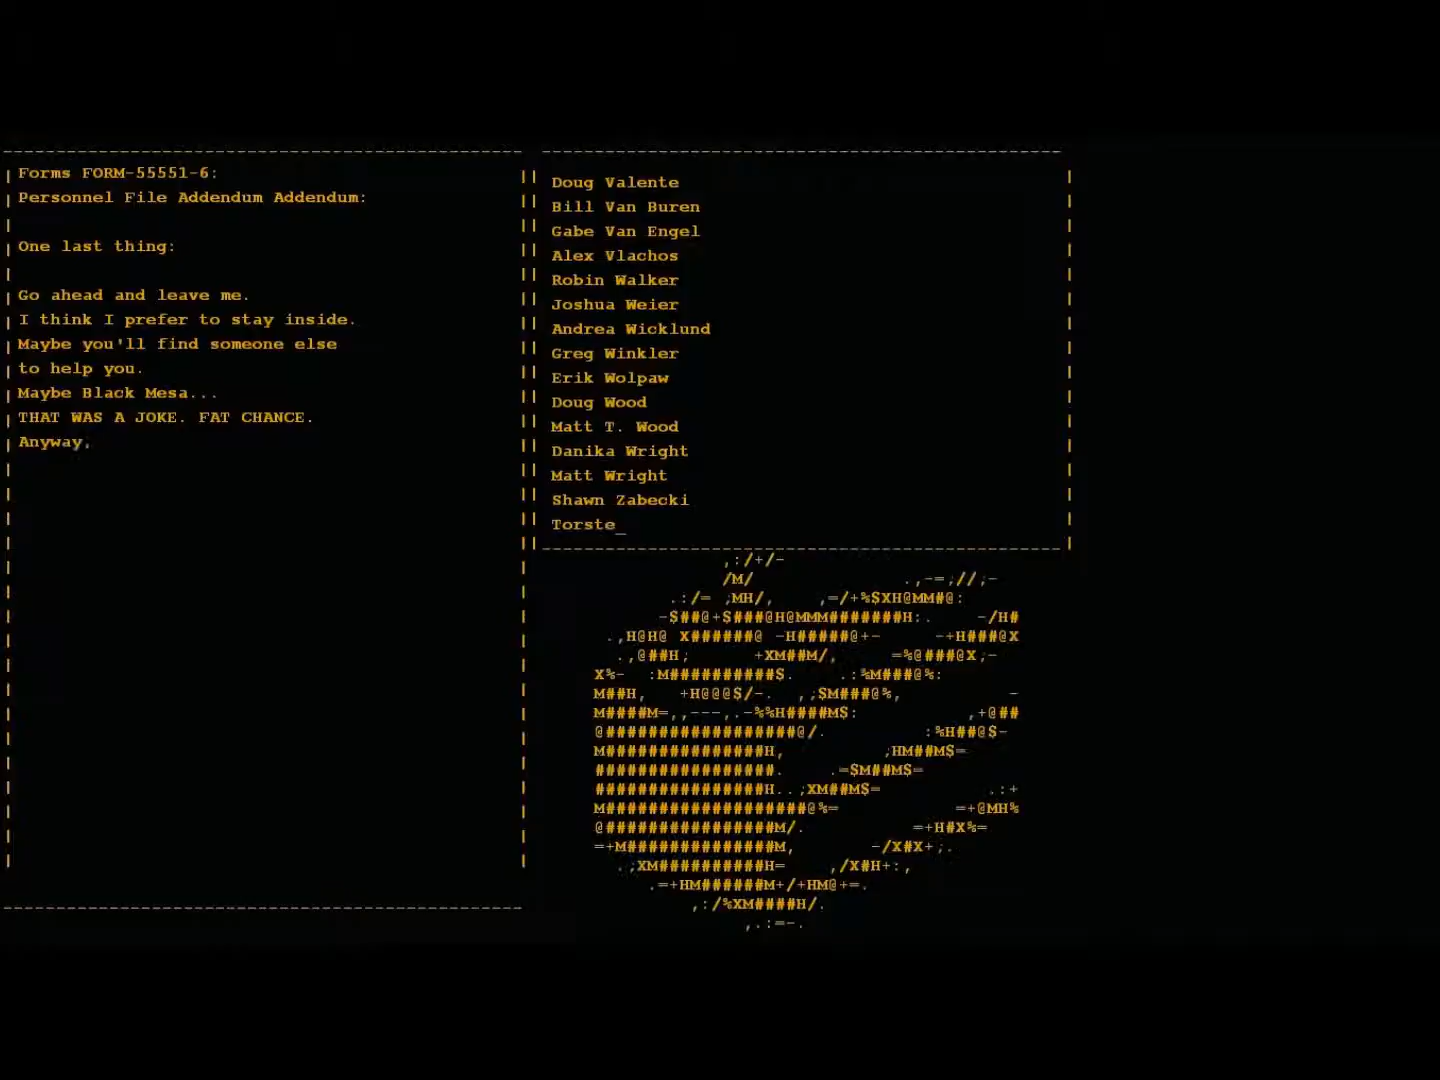 Forms FORM-55551-6:
Personnel File Addendum Addendum:
One last thing:
Go ahead and leave me.
I think I prefer to stay inside.
Maybe you'll find someone else
to help you.
Maybe Black Mesa...
THAT WAS A JOKE. FAT CHANCE.
Anyway,
Doug Valente
Bill Van Buren
Gabe Van Engel
Alex Vlachos
Robin Walker
Joshua Weier
Andrea Wicklund
Greg Winkler
Erik Wolpaw
Doug Wood
Matt T. Wood
Danika Wright
Matt Wright
Shawn Zabecki
Torste_